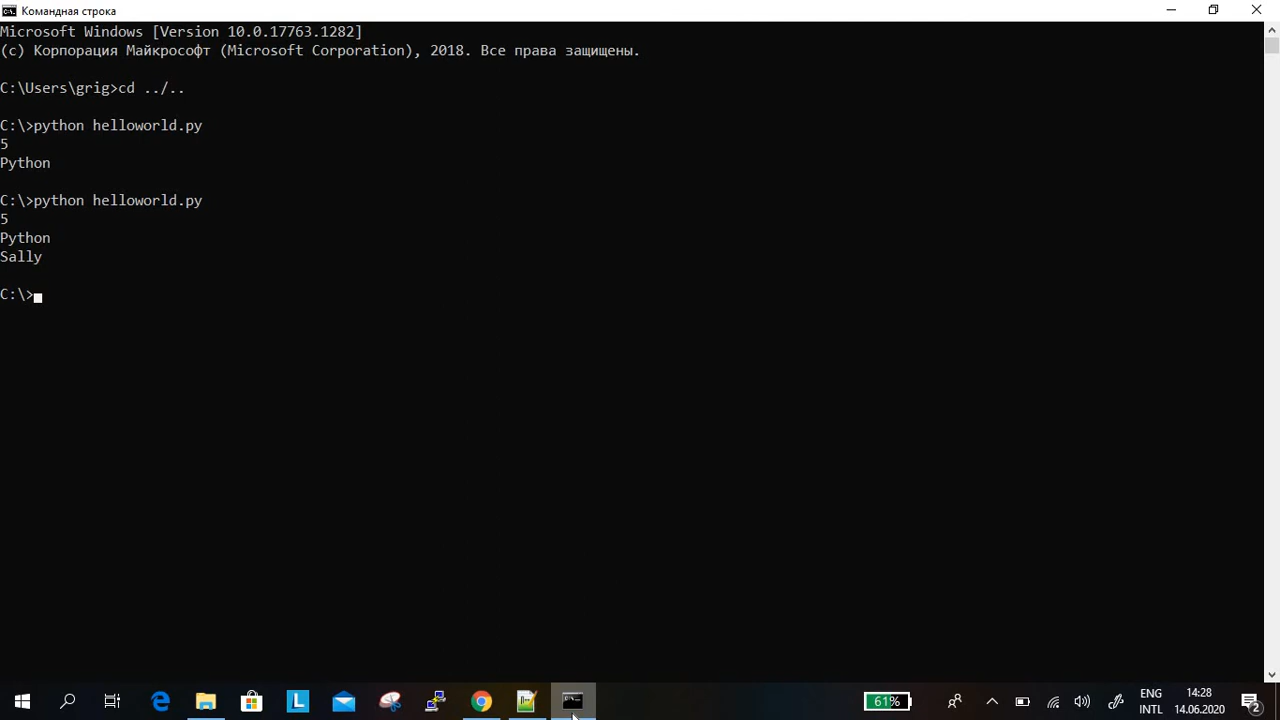 Командная строка
Microsoft Windows [Version 10.0.17763.1282]
(c) Корпорация Майкрософт (Microsoft Corporation), 2018. Все права защищены.
C:\Users\grig>cd ../..
C:\>python helloworld.py
5
Python
C:\>python helloworld.py
5
Python
Sally
C:\>
61%
ENG
INTL
14:28
14.06.2020
2